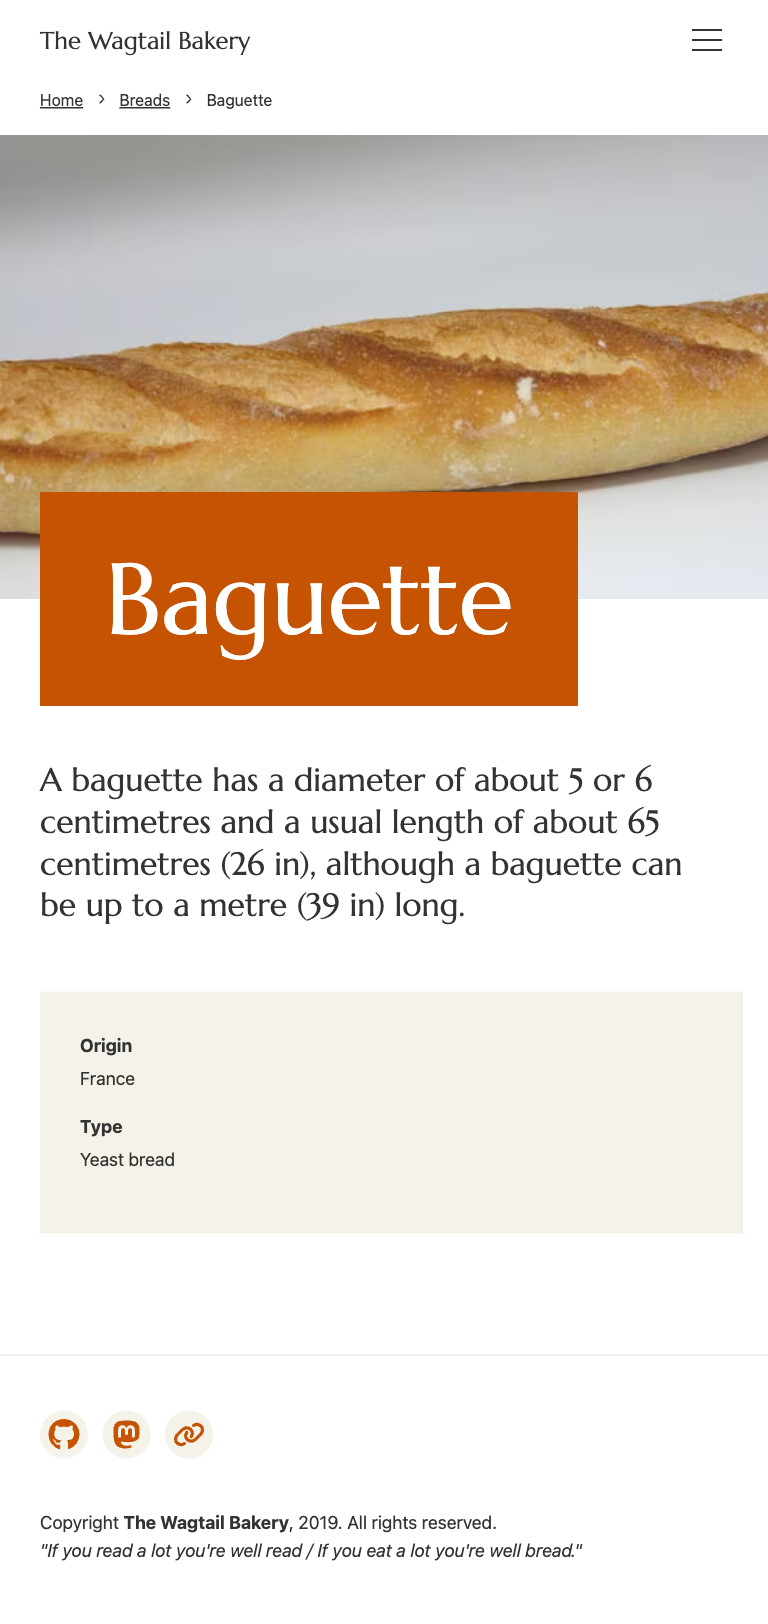 The Wagtail Bakery
Home > Breads > Baguette
Baguette
A baguette has a diameter of about 5 or 6
centimetres and a usual length of about 65
centimetres (26 in), although a baguette can
be up to a metre (39 in) long.
Origin
France
Type
Yeast bread
Copyright The Wagtail Bakery, 2019. All rights reserved.
"If you read a lot you're well read / If you eat a lot you're well bread."